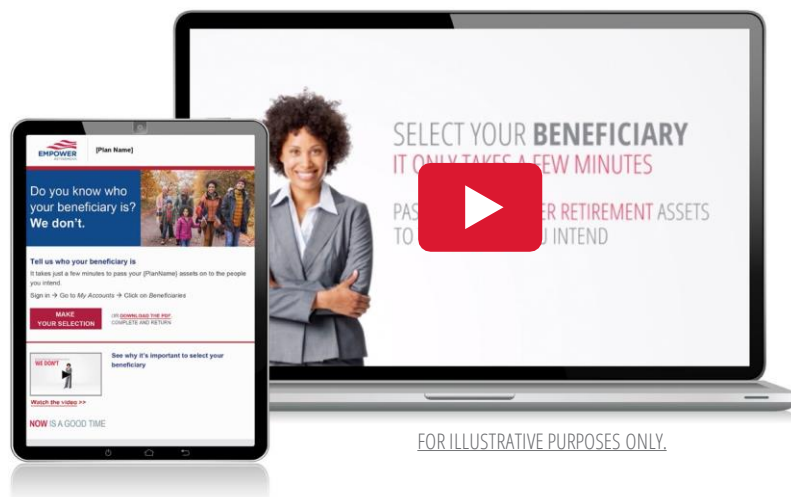 EMPOWER
RETIREMENT
[Plan Name]
Do you know who
your beneficiary is?
We don't.
Tell us who your beneficiary is
It takes just a few minutes to pass your [PlanName] assets on to the people
you intend.
Sign in → Go to My Accounts → Click on Beneficiaries
MAKE
YOUR SELECTION
OR DOWNLOAD THE PDF,
COMPLETE AND RETURN
WE DON'T
See why it's important to select your
beneficiary
Watch the video >>
NOW IS A GOOD TIME
SELECT YOUR BENEFICIARY
IT ONLY TAKES A FEW MINUTES
PAS ER RETIREMENT ASSETS
TO U INTEND
FOR ILLUSTRATIVE PURPOSES ONLY.